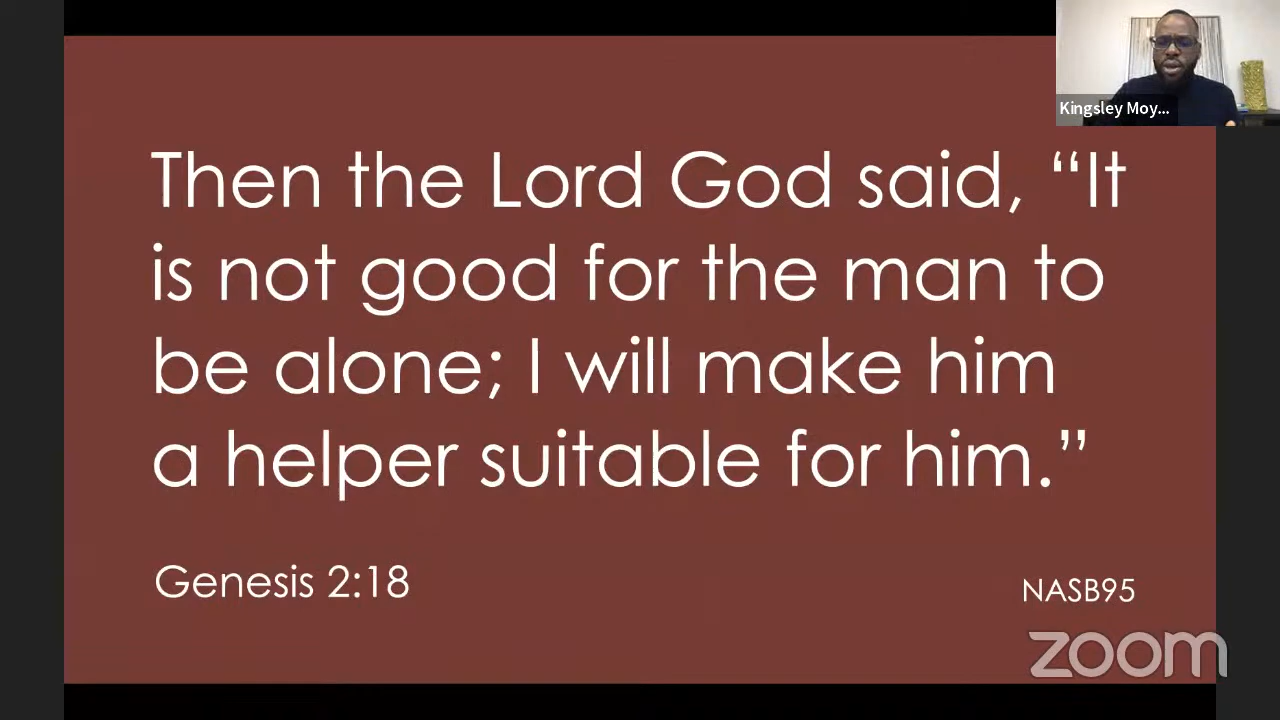 Kingsley Moy...
Then the Lord God said, “It
is not good for the man to
be alone; I will make him
a helper suitable for him.”
Genesis 2:18
NASB95
zoom